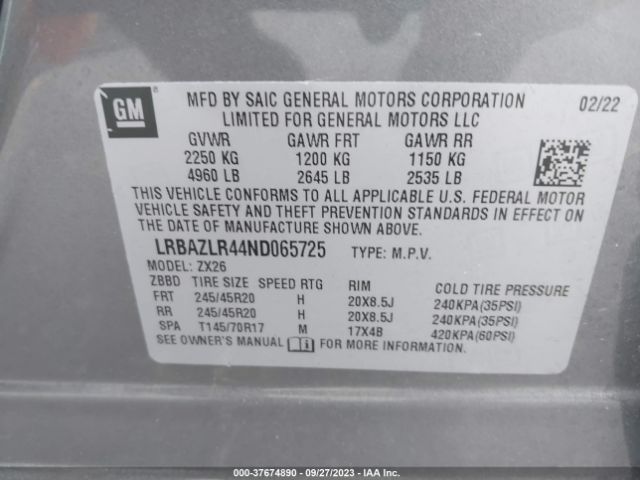 GM ®
MFD BY SAIC GENERAL MOTORS CORPORATION 02/22
LIMITED FOR GENERAL MOTORS LLC
GVWR GAWR FRT GAWR RR
2250 KG 1200 KG 1150 KG
4960 LB 2645 LB 2535 LB
THIS VEHICLE CONFORMS TO ALL APPLICABLE U.S. FEDERAL MOTOR
VEHICLE SAFETY AND THEFT PREVENTION STANDARDS IN EFFECT ON
THE DATE OF MANUFACTURE SHOWN ABOVE.
LRBAZLR44ND065725 TYPE: M.P.V.
MODEL: ZX26
ZBBD TIRE SIZE SPEED RTG RIM COLD TIRE PRESSURE
FRT 245/45R20 H 20X8.5J 240KPA(35PSI)
RR 245/45R20 H 20X8.5J 240KPA(35PSI)
SPA T145/70R17 M 17X4B 420KPA(60PSI)
SEE OWNER'S MANUAL FOR MORE INFORMATION.
000-37674890 - 09/27/2023 - IAA Inc.